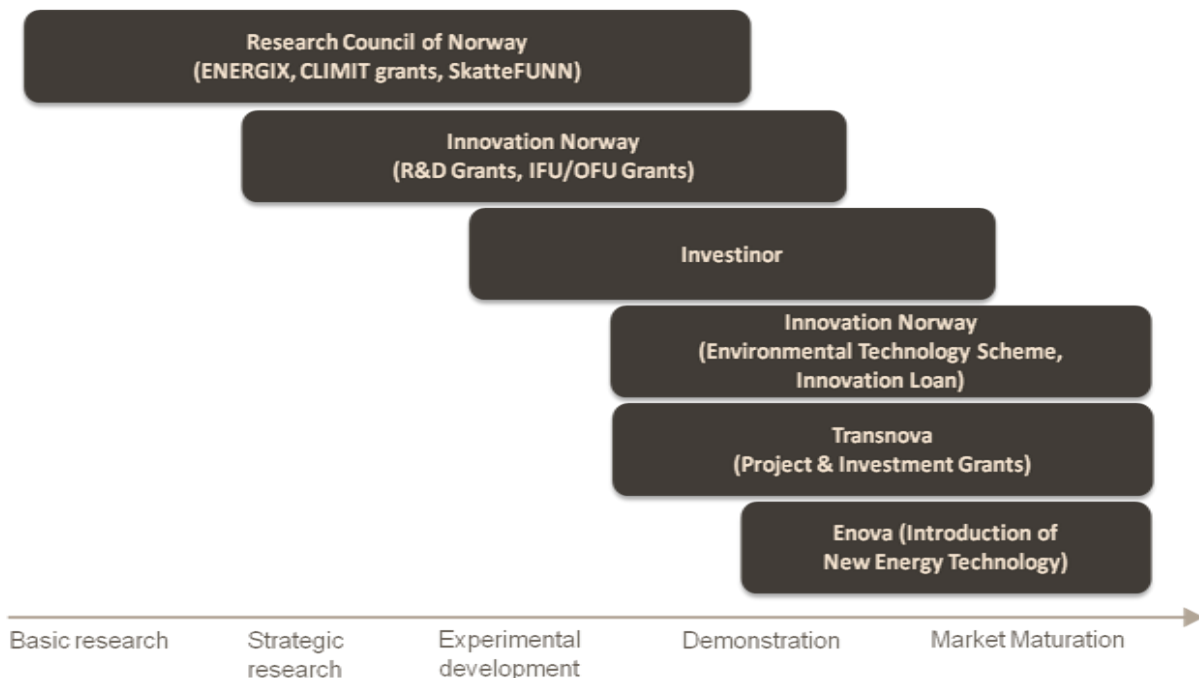 Research Council of Norway
(ENERGIX, CLIMIT grants, SkatteFUNN)
Innovation Norway
(R&D Grants, IFU/OFU Grants)
Investinor
Innovation Norway
(Environmental Technology Scheme,
Innovation Loan)
Transnova
(Project & Investment Grants)
Enova (Introduction of
New Energy Technology)
Basic research
Strategic
research
Experimental
development
Demonstration
Market Maturation